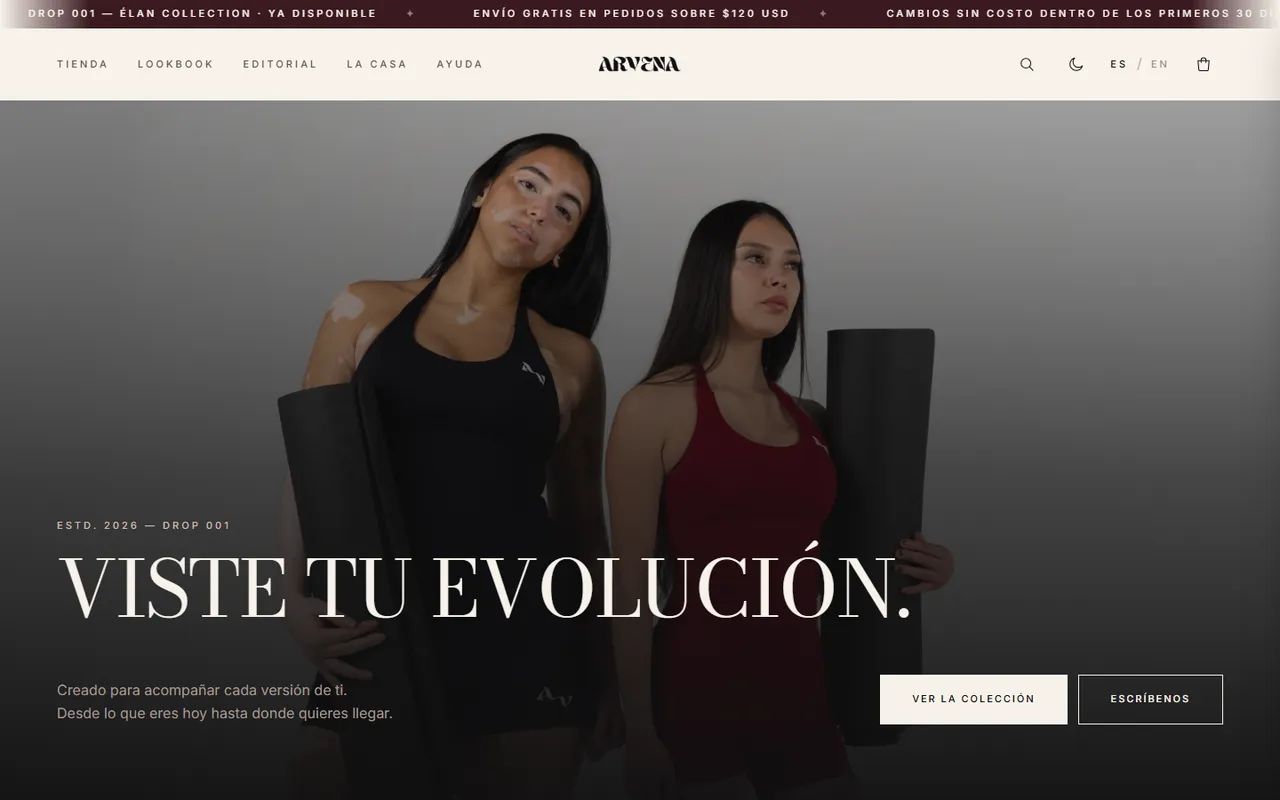 DROP 001 — ÉLAN COLLECTION · YA DISPONIBLE ✦ ENVÍO GRATIS EN PEDIDOS SOBRE $120 USD ✦ CAMBIOS SIN COSTO DENTRO DE LOS PRIMEROS 30
TIENDA LOOKBOOK EDITORIAL LA CASA AYUDA ARVENA ES / EN
AV
ESTD. 2026 — DROP 001
VISTE TU EVOLUCIÓN.
AV
Creado para acompañar cada versión de ti.
Desde lo que eres hoy hasta donde quieres llegar.
VER LA COLECCIÓN ESCRÍBENOS